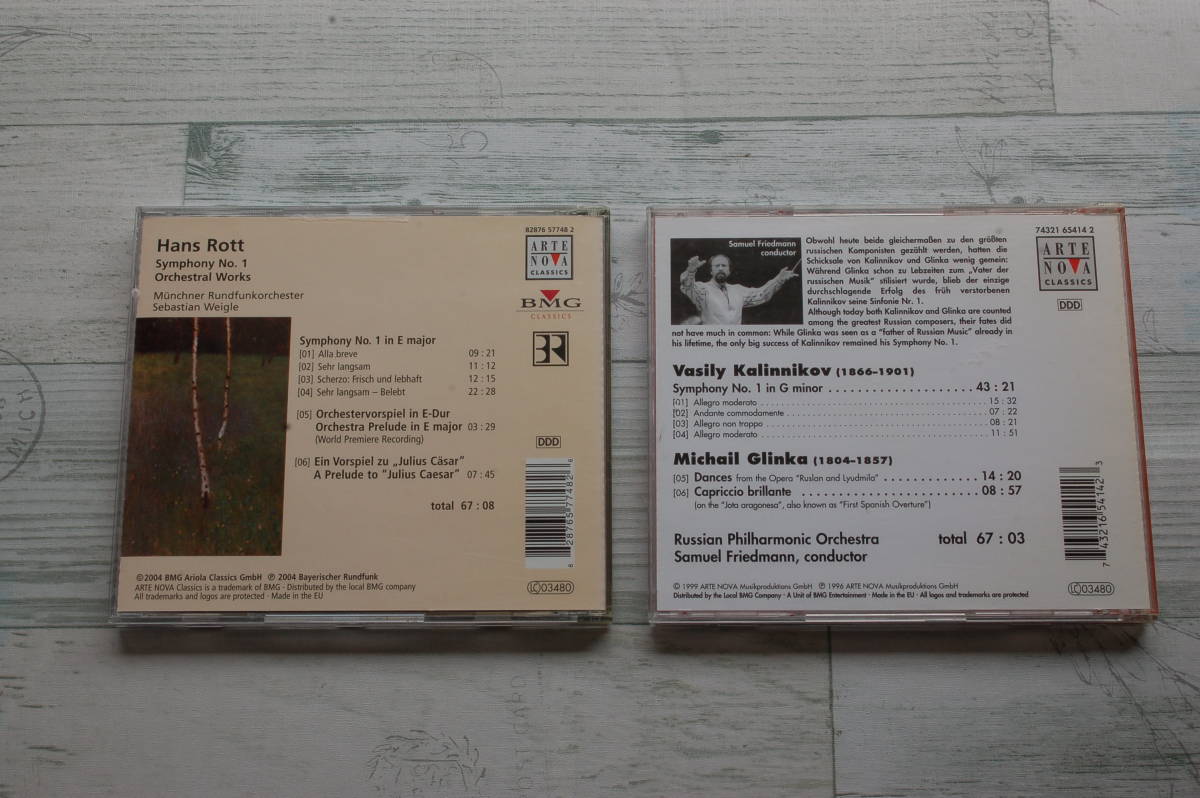 82876 57748 2
Hans Rott
Symphony No. 1
Orchestral Works
Münchner Rundfunkorchester
Sebastian Weigle
ARTE
NOVA
CLASSICS
BMG
CLASSICS
BR
Symphony No. 1 in E major
[01] Alla breve 09 : 21
[02] Sehr langsam 11 : 12
[03] Scherzo: Frisch und lebhaft 12 : 15
[04] Sehr langsam – Belebt 22 : 28
[05] Orchestervorspiel in E-Dur
Orchestra Prelude in E major 03 : 29
(World Premiere Recording)
[06] Ein Vorspiel zu „Julius Cäsar"
A Prelude to "Julius Caesar" 07 : 45
total 67 : 08
DDD
8 28765 77482 6
©2004 BMG Ariola Classics GmbH ℗ 2004 Bayerischer Rundfunk
ARTE NOVA Classics is a trademark of BMG · Distributed by the local BMG company
All trademarks and logos are protected · Made in the EU
LC 03480
74321 65414 2
Samuel Friedmann
conductor
Obwohl heute beide gleichermaßen zu den größten
russischen Komponisten gezählt werden, hatten die
Schicksale von Kalinnikov und Glinka wenig gemein:
Während Glinka schon zu Lebzeiten zum „Vater der
russischen Musik" stilisiert wurde, blieb der einzige
durchschlagende Erfolg des früh verstorbenen
Kalinnikov seine Sinfonie Nr. 1.
Although today both Kalinnikov and Glinka are counted
among the greatest Russian composers, their fates did
not have much in common: While Glinka was seen as a "father of Russian Music" already in
his lifetime, the only big success of Kalinnikov remained his Symphony No. 1.
ARTE
NOVA
CLASSICS
DDD
Vasily Kalinnikov (1866–1901)
Symphony No. 1 in G minor 43 : 21
[01] Allegro moderato 15 : 32
[02] Andante commodamente 07 : 22
[03] Allegro non troppo 08 : 21
[04] Allegro moderato 11 : 51
Michail Glinka (1804–1857)
[05] Dances from the Opera "Ruslan and Lyudmila" 14 : 20
[06] Capriccio brillante 08 : 57
(on the "Jota aragonesa", also known as "First Spanish Overture")
Russian Philharmonic Orchestra total 67 : 03
Samuel Friedmann, conductor
7 43216 54142 3
© 1999 ARTE NOVA Musikproduktions GmbH ℗ 1996 ARTE NOVA Musikproduktions GmbH
Distributed by the Local BMG Company · A Unit of BMG Entertainment · Made in the EU · All logos and trademarks are protected
LC 03480
MICH